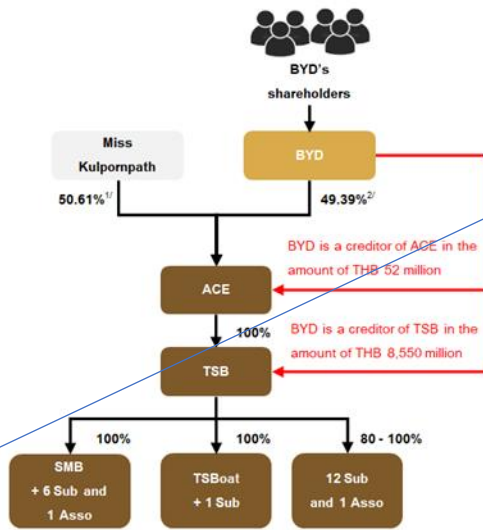 BYD's
shareholders
Miss
Kulpornpath
BYD
50.61%1/
49.39%2/
BYD is a creditor of ACE in the
amount of THB 52 million
ACE
100%
BYD is a creditor of TSB in the
amount of THB 8,550 million
TSB
100%
100%
80 - 100%
SMB
+ 6 Sub and
1 Asso
TSBoat
+ 1 Sub
12 Sub
and 1 Asso